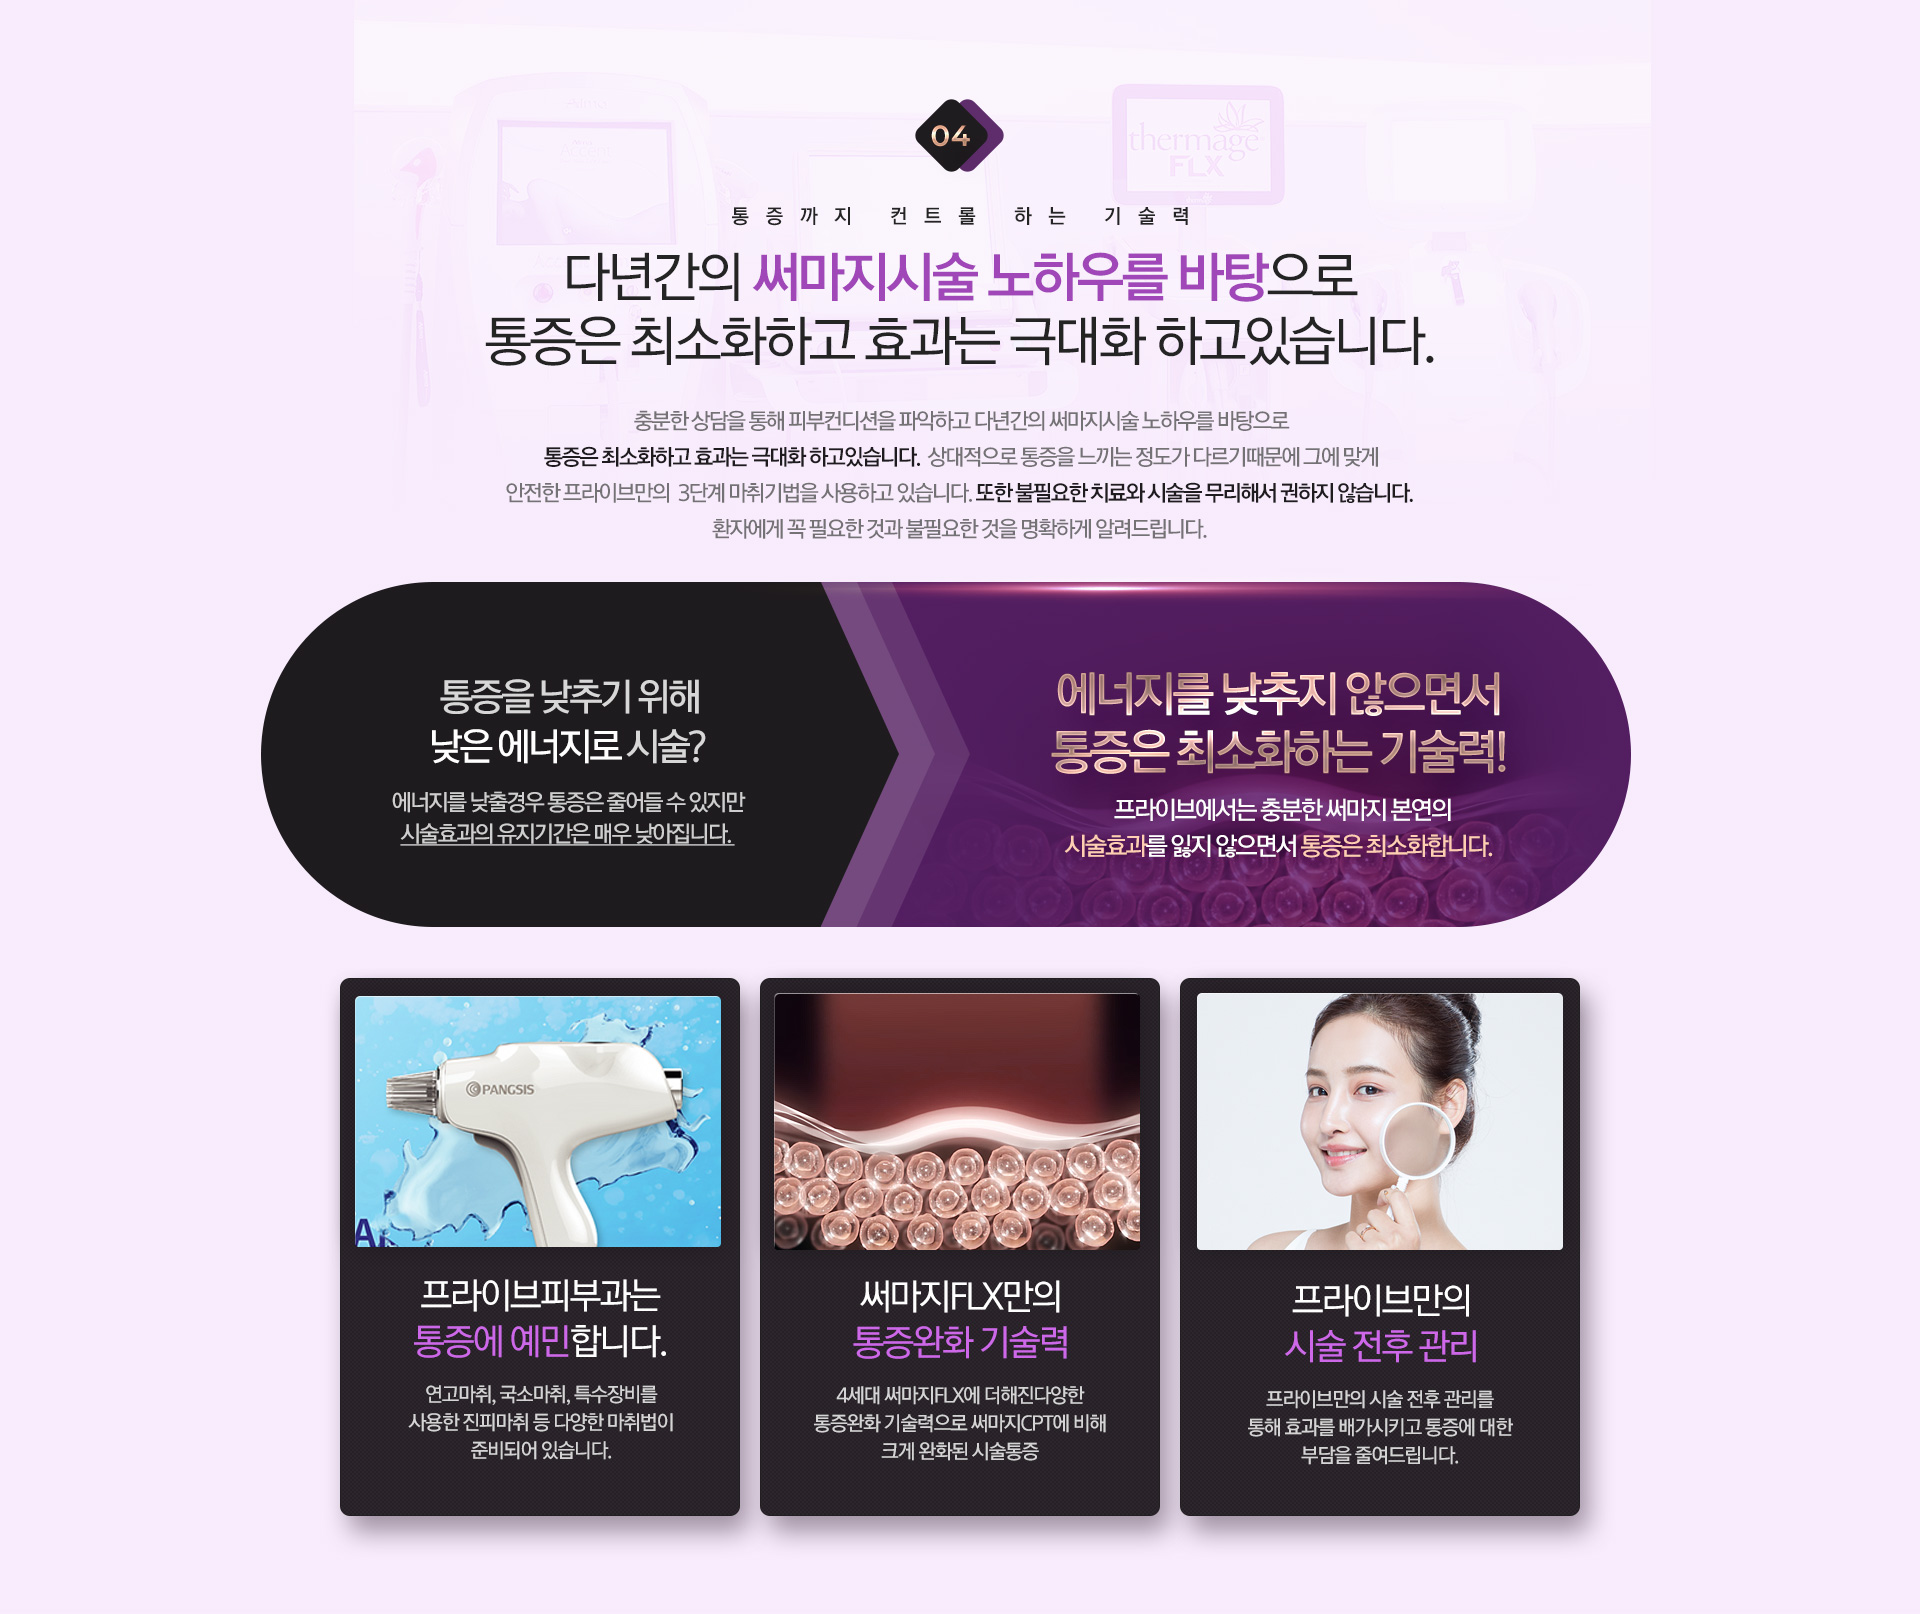 04
thermage
FLX
통증까지 컨트롤 하는 기술력
다년간의 써마지시술 노하우를 바탕으로
통증은 최소화하고 효과는 극대화 하고있습니다.
충분한 상담을 통해 피부컨디션을 파악하고 다년간의 써마지시술 노하우를 바탕으로
통증은 최소화하고 효과는 극대화 하고있습니다. 상대적으로 통증을 느끼는 정도가 다르기때문에 그에 맞게
안전한 프라이브만의 3단계 마취기법을 사용하고 있습니다. 또한 불필요한 치료와 시술을 무리해서 권하지 않습니다.
환자에게 꼭 필요한 것과 불필요한 것을 명확하게 알려드립니다.
통증을 낮추기 위해
낮은 에너지로 시술?
에너지를 낮출경우 통증은 줄어들 수 있지만
시술효과의 유지기간은 매우 낮아집니다.
에너지를 낮추지 않으면서
통증은 최소화하는 기술력!
프라이브에서는 충분한 써마지 본연의
시술효과를 잃지 않으면서 통증은 최소화합니다.
PANGSIS
프라이브피부과는
통증에 예민합니다.
연고마취, 국소마취, 특수장비를
사용한 진피마취 등 다양한 마취법이
준비되어 있습니다.
써마지FLX만의
통증완화 기술력
4세대 써마지FLX에 더해진다양한
통증완화 기술력으로 써마지CPT에 비해
크게 완화된 시술통증
프라이브만의
시술 전후 관리
프라이브만의 시술 전후 관리를
통해 효과를 배가시키고 통증에 대한
부담을 줄여드립니다.